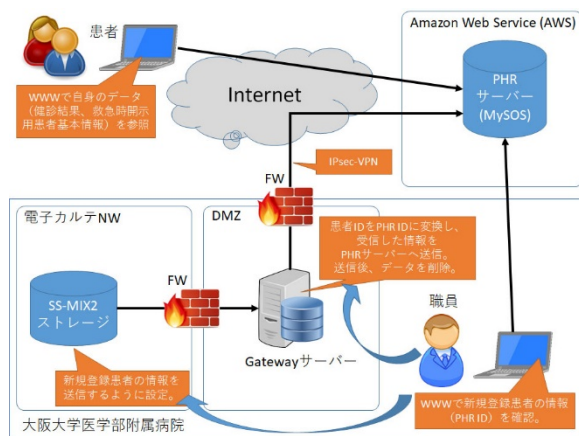 患者
Amazon Web Service (AWS)
WWWで自身のデータ
（健診結果、救急時開示
用患者基本情報）を参照
Internet
PHR
サーバー
(MySOS)
IPsec-VPN
FW
電子カルテNW
DMZ
患者IDをPHR IDに変換し、
受信した情報を
PHRサーバーへ送信。
送信後、データを削除。
FW
SS-MIX2
ストレージ
職員
Gatewayサーバー
新規登録患者の情報を
送信するように設定。
WWWで新規登録患者の情報
（PHR ID）を確認。
大阪大学医学部附属病院